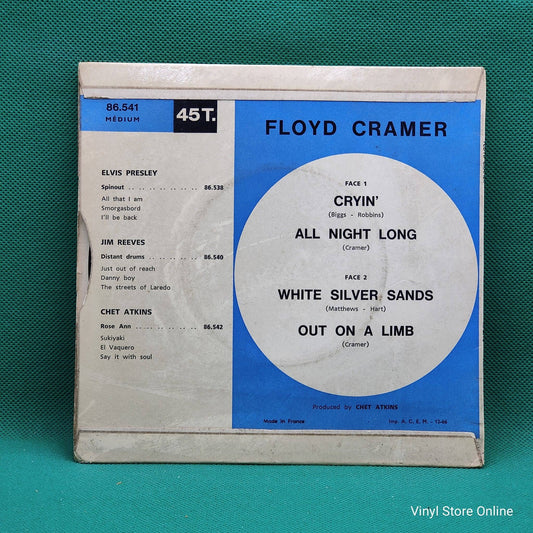 86.541
MÉDIUM
45T.
ELVIS PRESLEY
Spinout .. .. .. .. .. .. .. 86.538
All that I am
Smorgasbord
I'll be back
JIM REEVES
Distant drums .. .. .. .. .. 86.540
Just out of reach
Danny boy
The streets of Laredo
CHET ATKINS
Rose Ann .. .. .. .. .. .. 86.542
Sukiyaki
El Vaquero
Say it with soul
FLOYD CRAMER
FACE 1
CRYIN'
(Biggs - Robbins)
ALL NIGHT LONG
(Cramer)
FACE 2
WHITE SILVER SANDS
(Matthews - Hart)
OUT ON A LIMB
(Cramer)
Produced by CHET ATKINS
Made in France
Imp. A. C. E. M. - 12-66
Vinyl Store Online